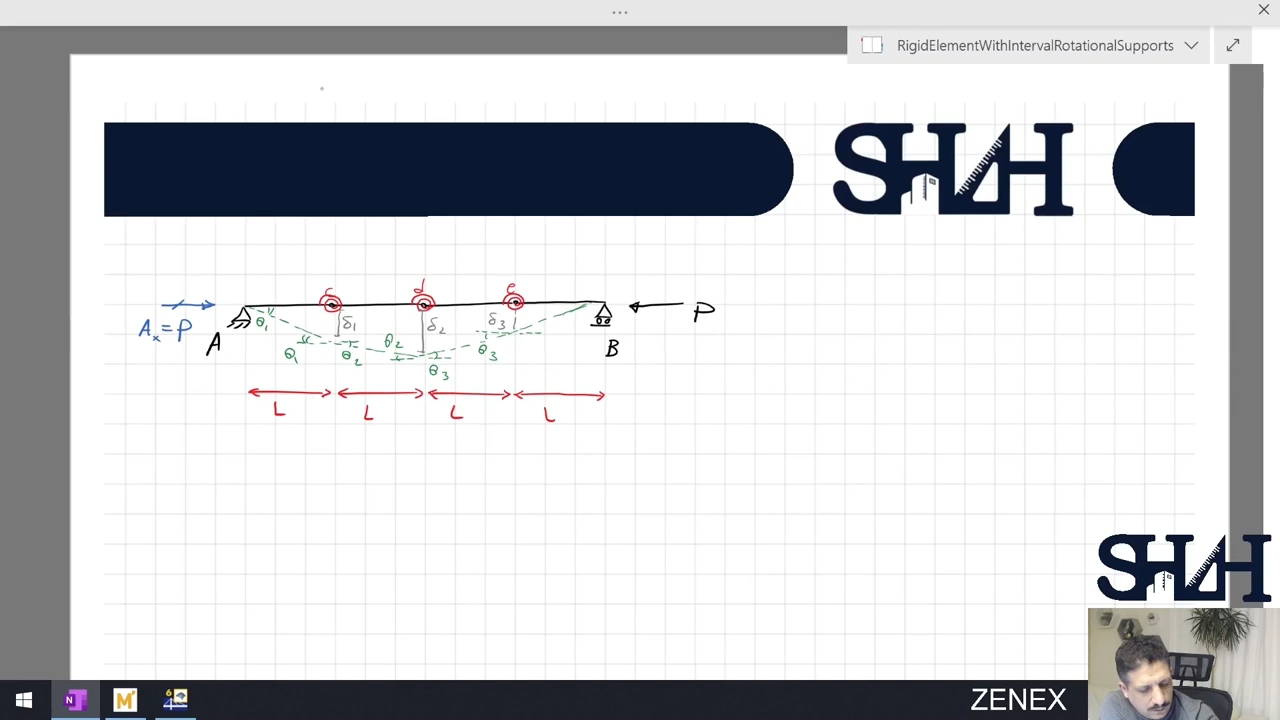 ...
RigidElementWithIntervalRotationalSupports
SHAH
c d e
Aₓ = P
A
θ₁
δ₁ δ₂ δ₃
P
B
θ₁ θ₂ θ₂ θ₃ θ₃
L L L L
SHAH
ZENEX